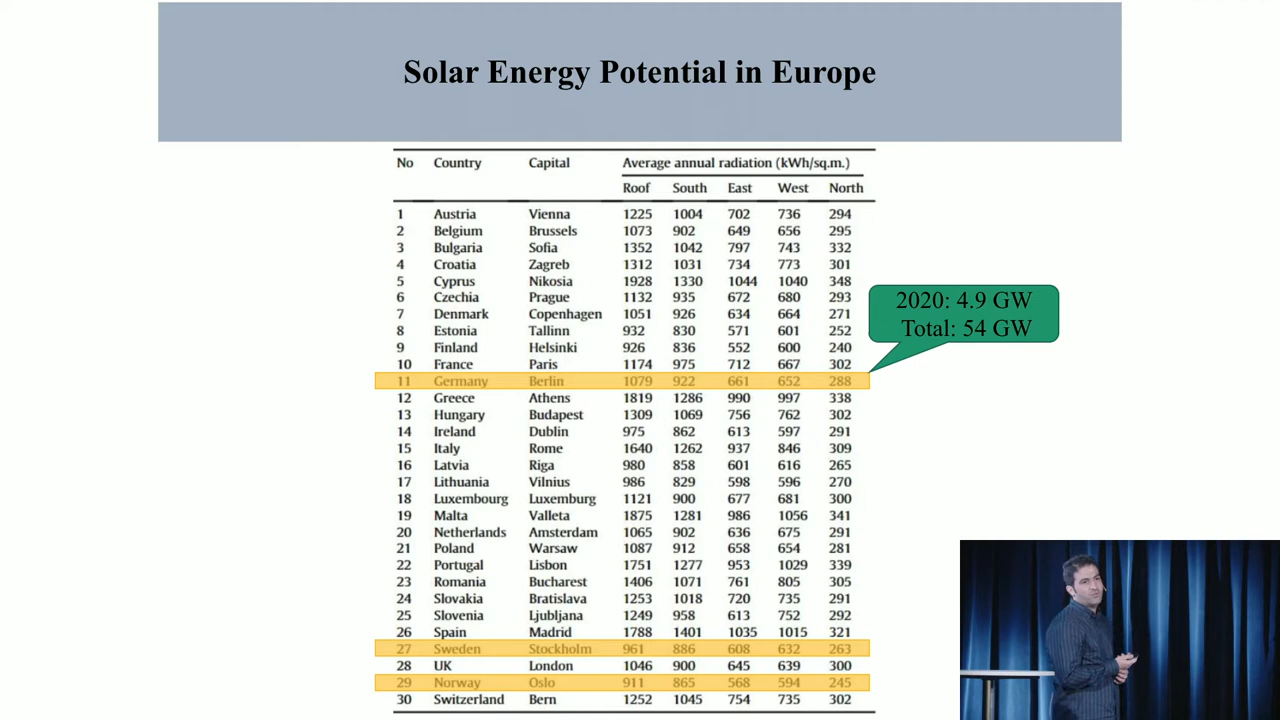 Solar Energy Potential in Europe
No Country Capital Average annual radiation (kWh/sq.m.)
Roof South East West North
1 Austria Vienna 1225 1004 702 736 294
2 Belgium Brussels 1073 902 649 656 295
3 Bulgaria Sofia 1352 1042 797 743 332
4 Croatia Zagreb 1312 1031 734 773 301
5 Cyprus Nikosia 1928 1330 1044 1040 348
6 Czechia Prague 1132 935 672 680 293
7 Denmark Copenhagen 1051 926 634 664 271
8 Estonia Tallinn 932 830 571 601 252
9 Finland Helsinki 926 836 552 600 240
10 France Paris 1174 975 712 667 302
11 Germany Berlin 1079 922 661 652 288
12 Greece Athens 1819 1286 990 997 338
13 Hungary Budapest 1309 1069 756 762 302
14 Ireland Dublin 975 862 613 597 291
15 Italy Rome 1640 1262 937 846 309
16 Latvia Riga 980 858 601 616 265
17 Lithuania Vilnius 986 829 598 596 270
18 Luxembourg Luxemburg 1121 900 677 681 300
19 Malta Valleta 1875 1281 986 1056 341
20 Netherlands Amsterdam 1065 902 636 675 291
21 Poland Warsaw 1087 912 658 654 281
22 Portugal Lisbon 1751 1277 953 1029 339
23 Romania Bucharest 1406 1071 761 805 305
24 Slovakia Bratislava 1253 1018 720 735 291
25 Slovenia Ljubljana 1249 958 613 752 292
26 Spain Madrid 1788 1401 1035 1015 321
27 Sweden Stockholm 961 886 608 632 263
28 UK London 1046 900 645 639 300
29 Norway Oslo 911 865 568 594 245
30 Switzerland Bern 1252 1045 754 735 302
2020: 4.9 GW
Total: 54 GW